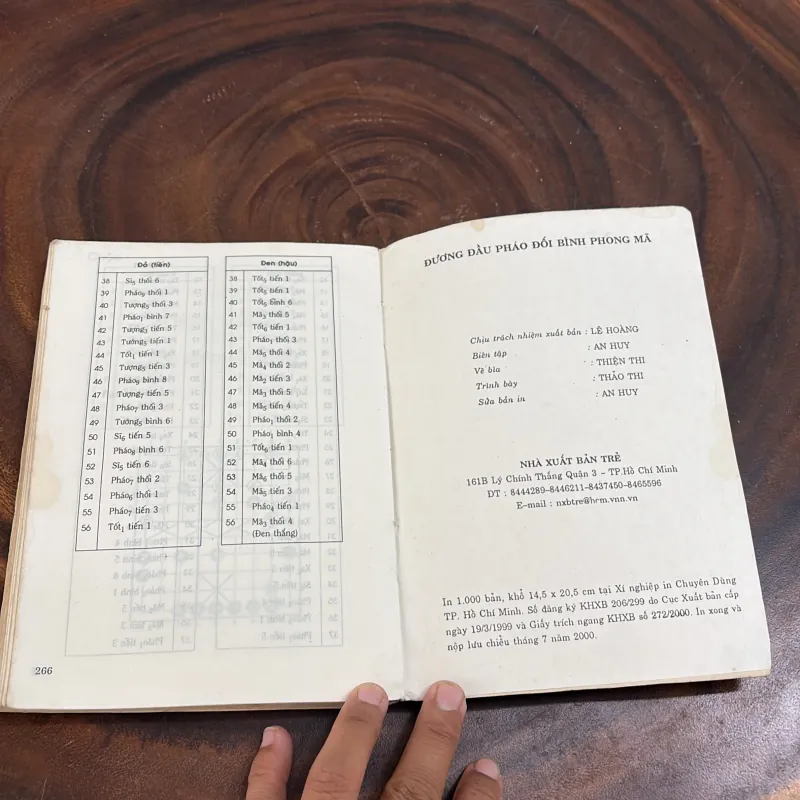 Đỏ (tiền)
38 Sĩ₅ thối 6
39 Pháo₉ thối 1
40 Tượng₅ thối 3
41 Pháo₁ bình 7
42 Tượng₃ tiến 5
43 Tướng₅ tiến 1
44 Tốt₁ tiến 1
45 Tượng₅ tiến 3
46 Pháo₉ bình 8
47 Tượng₇ tiến 5
48 Pháo₇ thối 3
49 Tướng₅ bình 6
50 Sĩ₆ tiến 5
51 Pháo₈ bình 6
52 Sĩ₅ tiến 6
53 Pháo₇ thối 2
54 Pháo₆ thối 1
55 Pháo₇ tiến 3
56 Tốt₁ tiến 1
Đen (hậu)
38 Tốt₅ tiến 1
39 Tốt₅ tiến 1
40 Tốt₅ bình 6
41 Mã₃ thối 5
42 Tốt₆ tiến 1
43 Pháo₁ thối 3
44 Mã₅ thối 4
45 Mã₄ thối 2
46 Mã₂ tiến 3
47 Mã₃ thối 5
48 Mã₅ tiến 4
49 Pháo₁ thối 2
50 Pháo₁ bình 4
51 Tốt₆ tiến 1
52 Mã₄ thối 6
53 Mã₆ thối 5
54 Mã₅ tiến 3
55 Pháo₄ tiến 1
56 Mã₃ thối 4
(Đen thắng)
266
ĐƯƠNG ĐẦU PHÁO ĐỐI BÌNH PHONG MÃ
Chịu trách nhiệm xuất bản : LÊ HOÀNG
Biên tập : AN HUY
Vẽ bìa : THIỆN THI
Trình bày : THẢO THI
Sửa bản in : AN HUY
NHÀ XUẤT BẢN TRẺ
161B Lý Chính Thắng Quận 3 - TP.Hồ Chí Minh
ĐT : 8444289-8446211-8437450-8465596
E-mail : nxbtre@hcm.vnn.vn
In 1.000 bản, khổ 14,5 x 20,5 cm tại Xí nghiệp in Chuyên Dùng
TP. Hồ Chí Minh. Số đăng ký KHXB 206/299 do Cục Xuất bản cấp
ngày 19/3/1999 và Giấy trích ngang KHXB số 272/2000. In xong và
nộp lưu chiểu tháng 7 năm 2000.